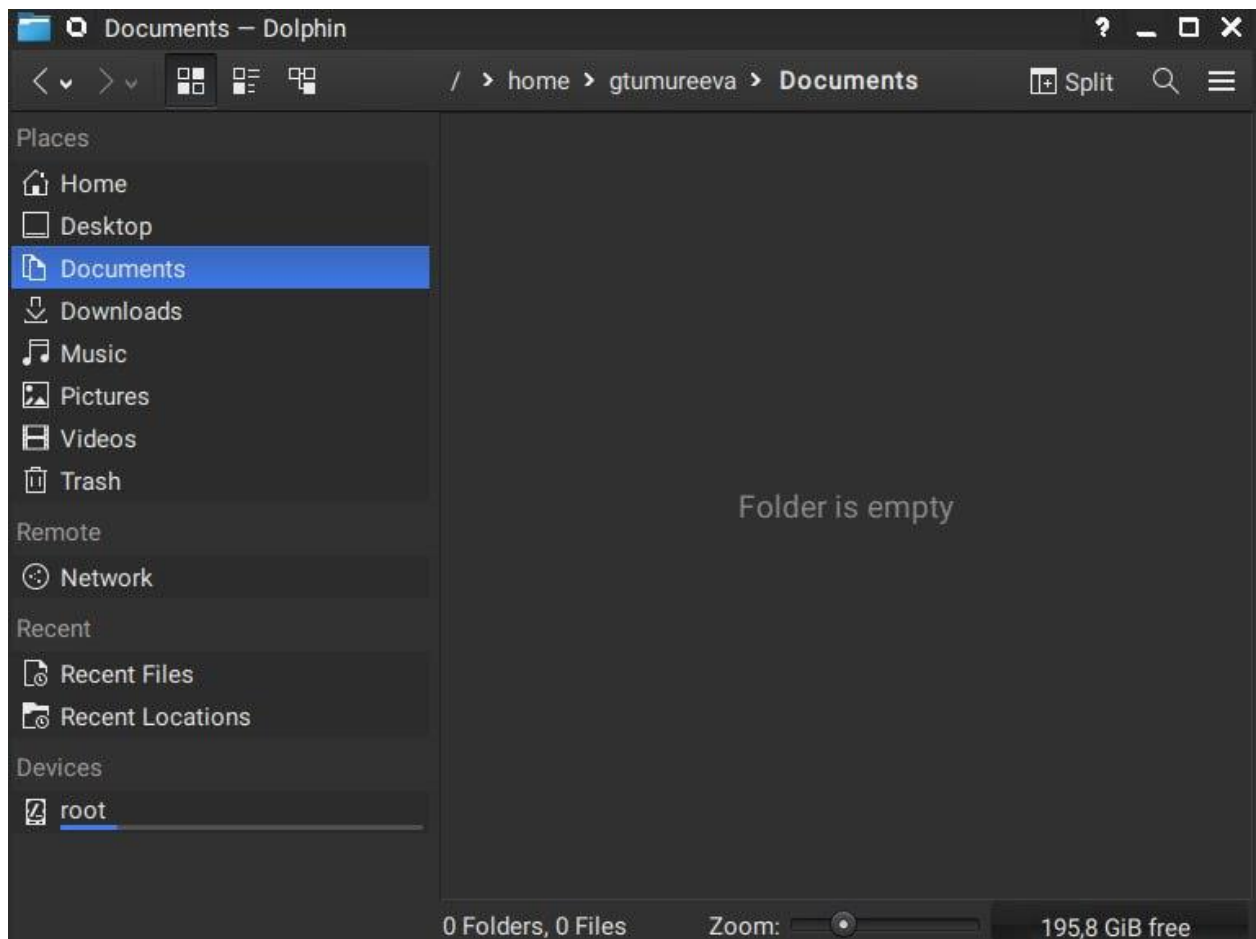 Documents — Dolphin
/ > home > gtumureeva > Documents
Split
Places
Home
Desktop
Documents
Downloads
Music
Pictures
Videos
Trash
Remote
Network
Recent
Recent Files
Recent Locations
Devices
root
Folder is empty
0 Folders, 0 Files
Zoom:
195,8 GiB free